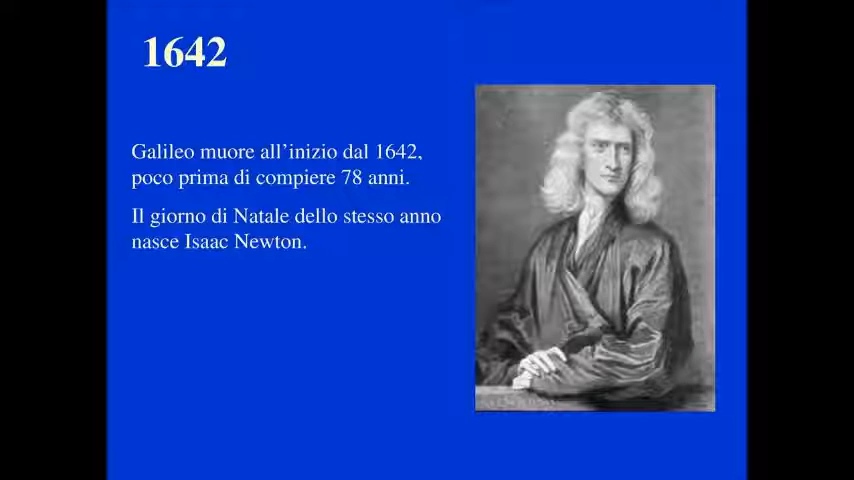 1642
Galileo muore all’inizio dal 1642,
poco prima di compiere 78 anni.
Il giorno di Natale dello stesso anno
nasce Isaac Newton.